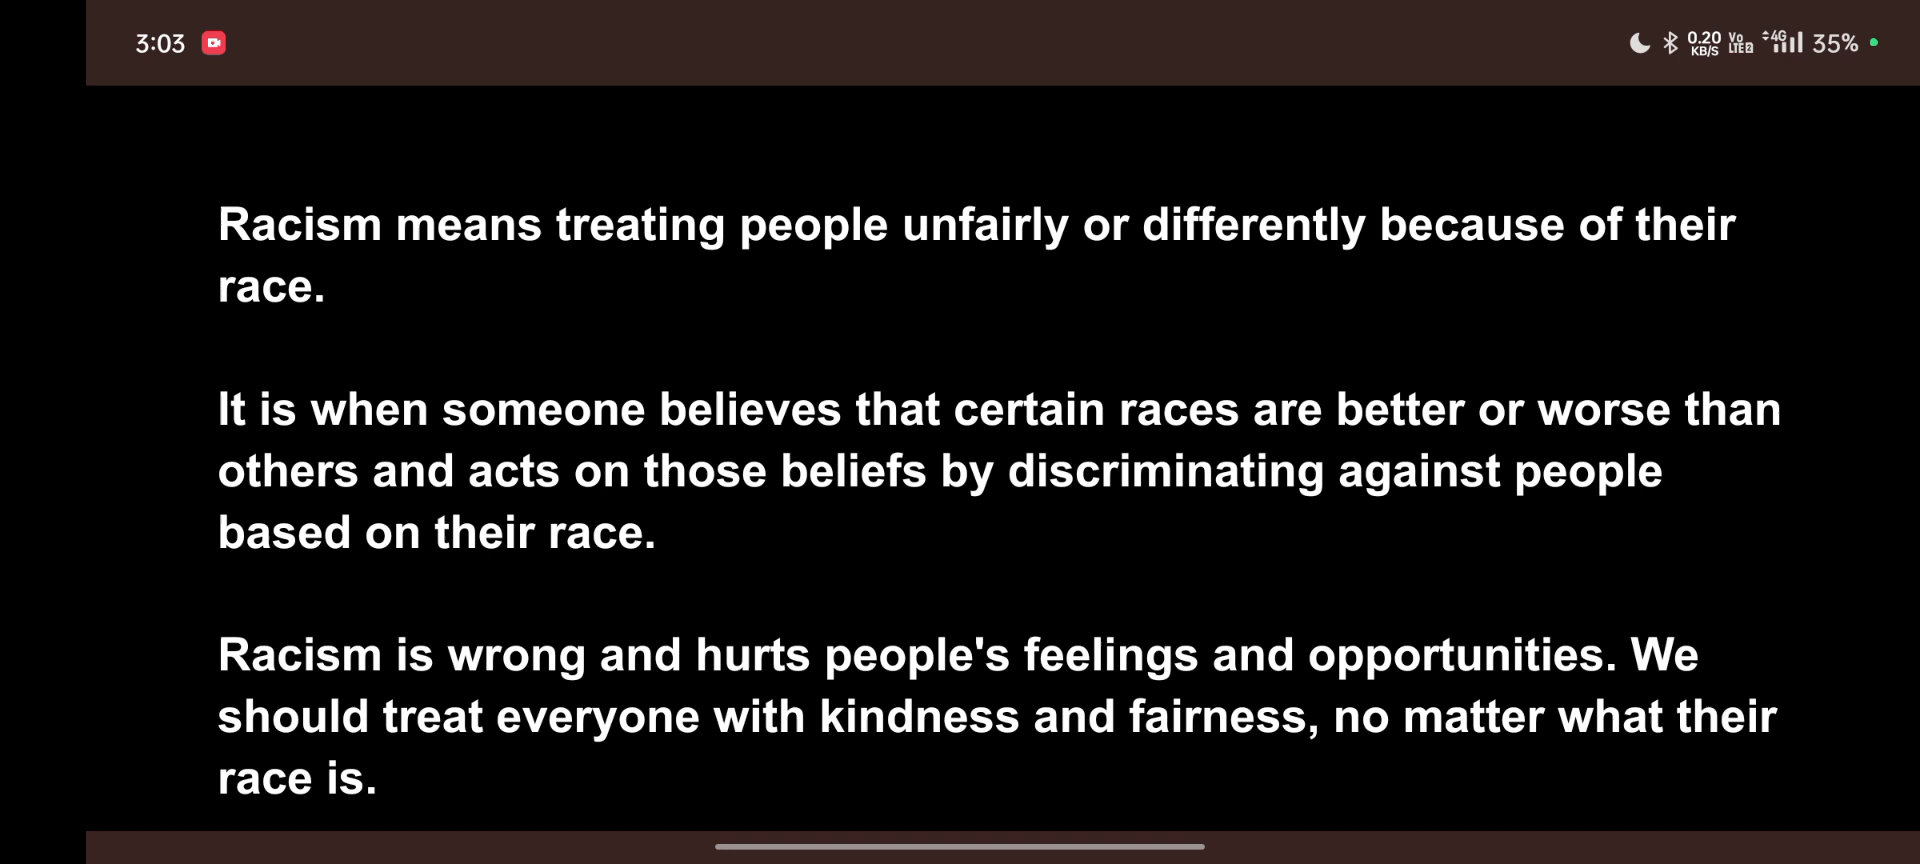 3:03
0.20 KB/S Vo LTE2 4G 35%
Racism means treating people unfairly or differently because of their
race.
It is when someone believes that certain races are better or worse than
others and acts on those beliefs by discriminating against people
based on their race.
Racism is wrong and hurts people's feelings and opportunities. We
should treat everyone with kindness and fairness, no matter what their
race is.